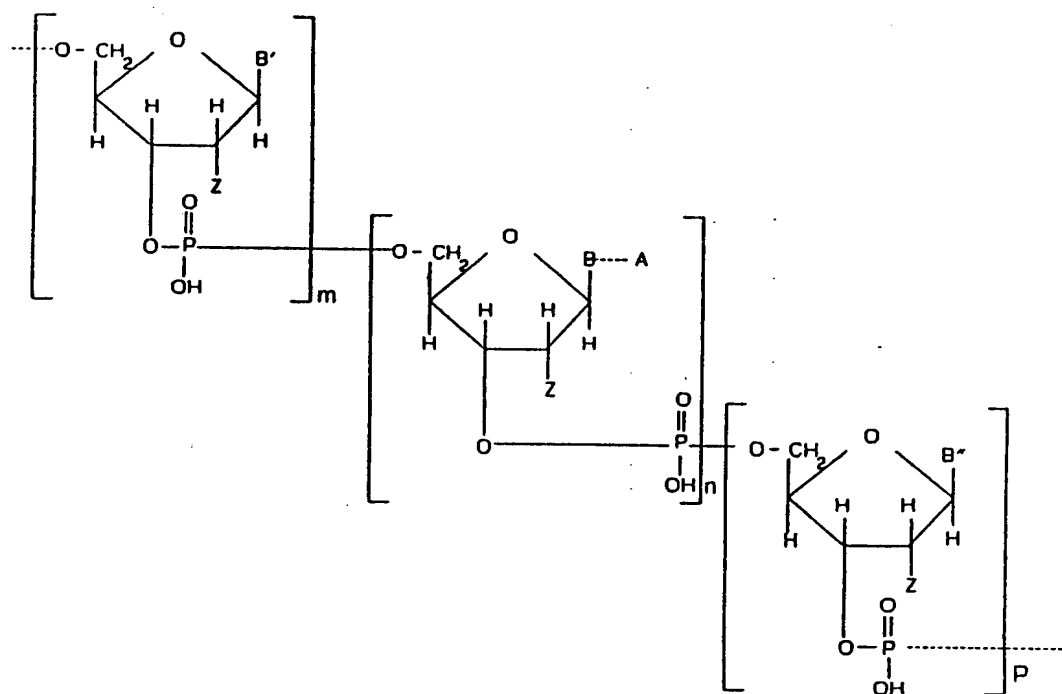 O-CH2 O B′
H H
H H
Z
O
O-P
OH m
O-CH2 O B A
H H
H H
Z
O
O P
OH n
O-CH2 O B″
H H
H H
Z
O
O-P
OH P